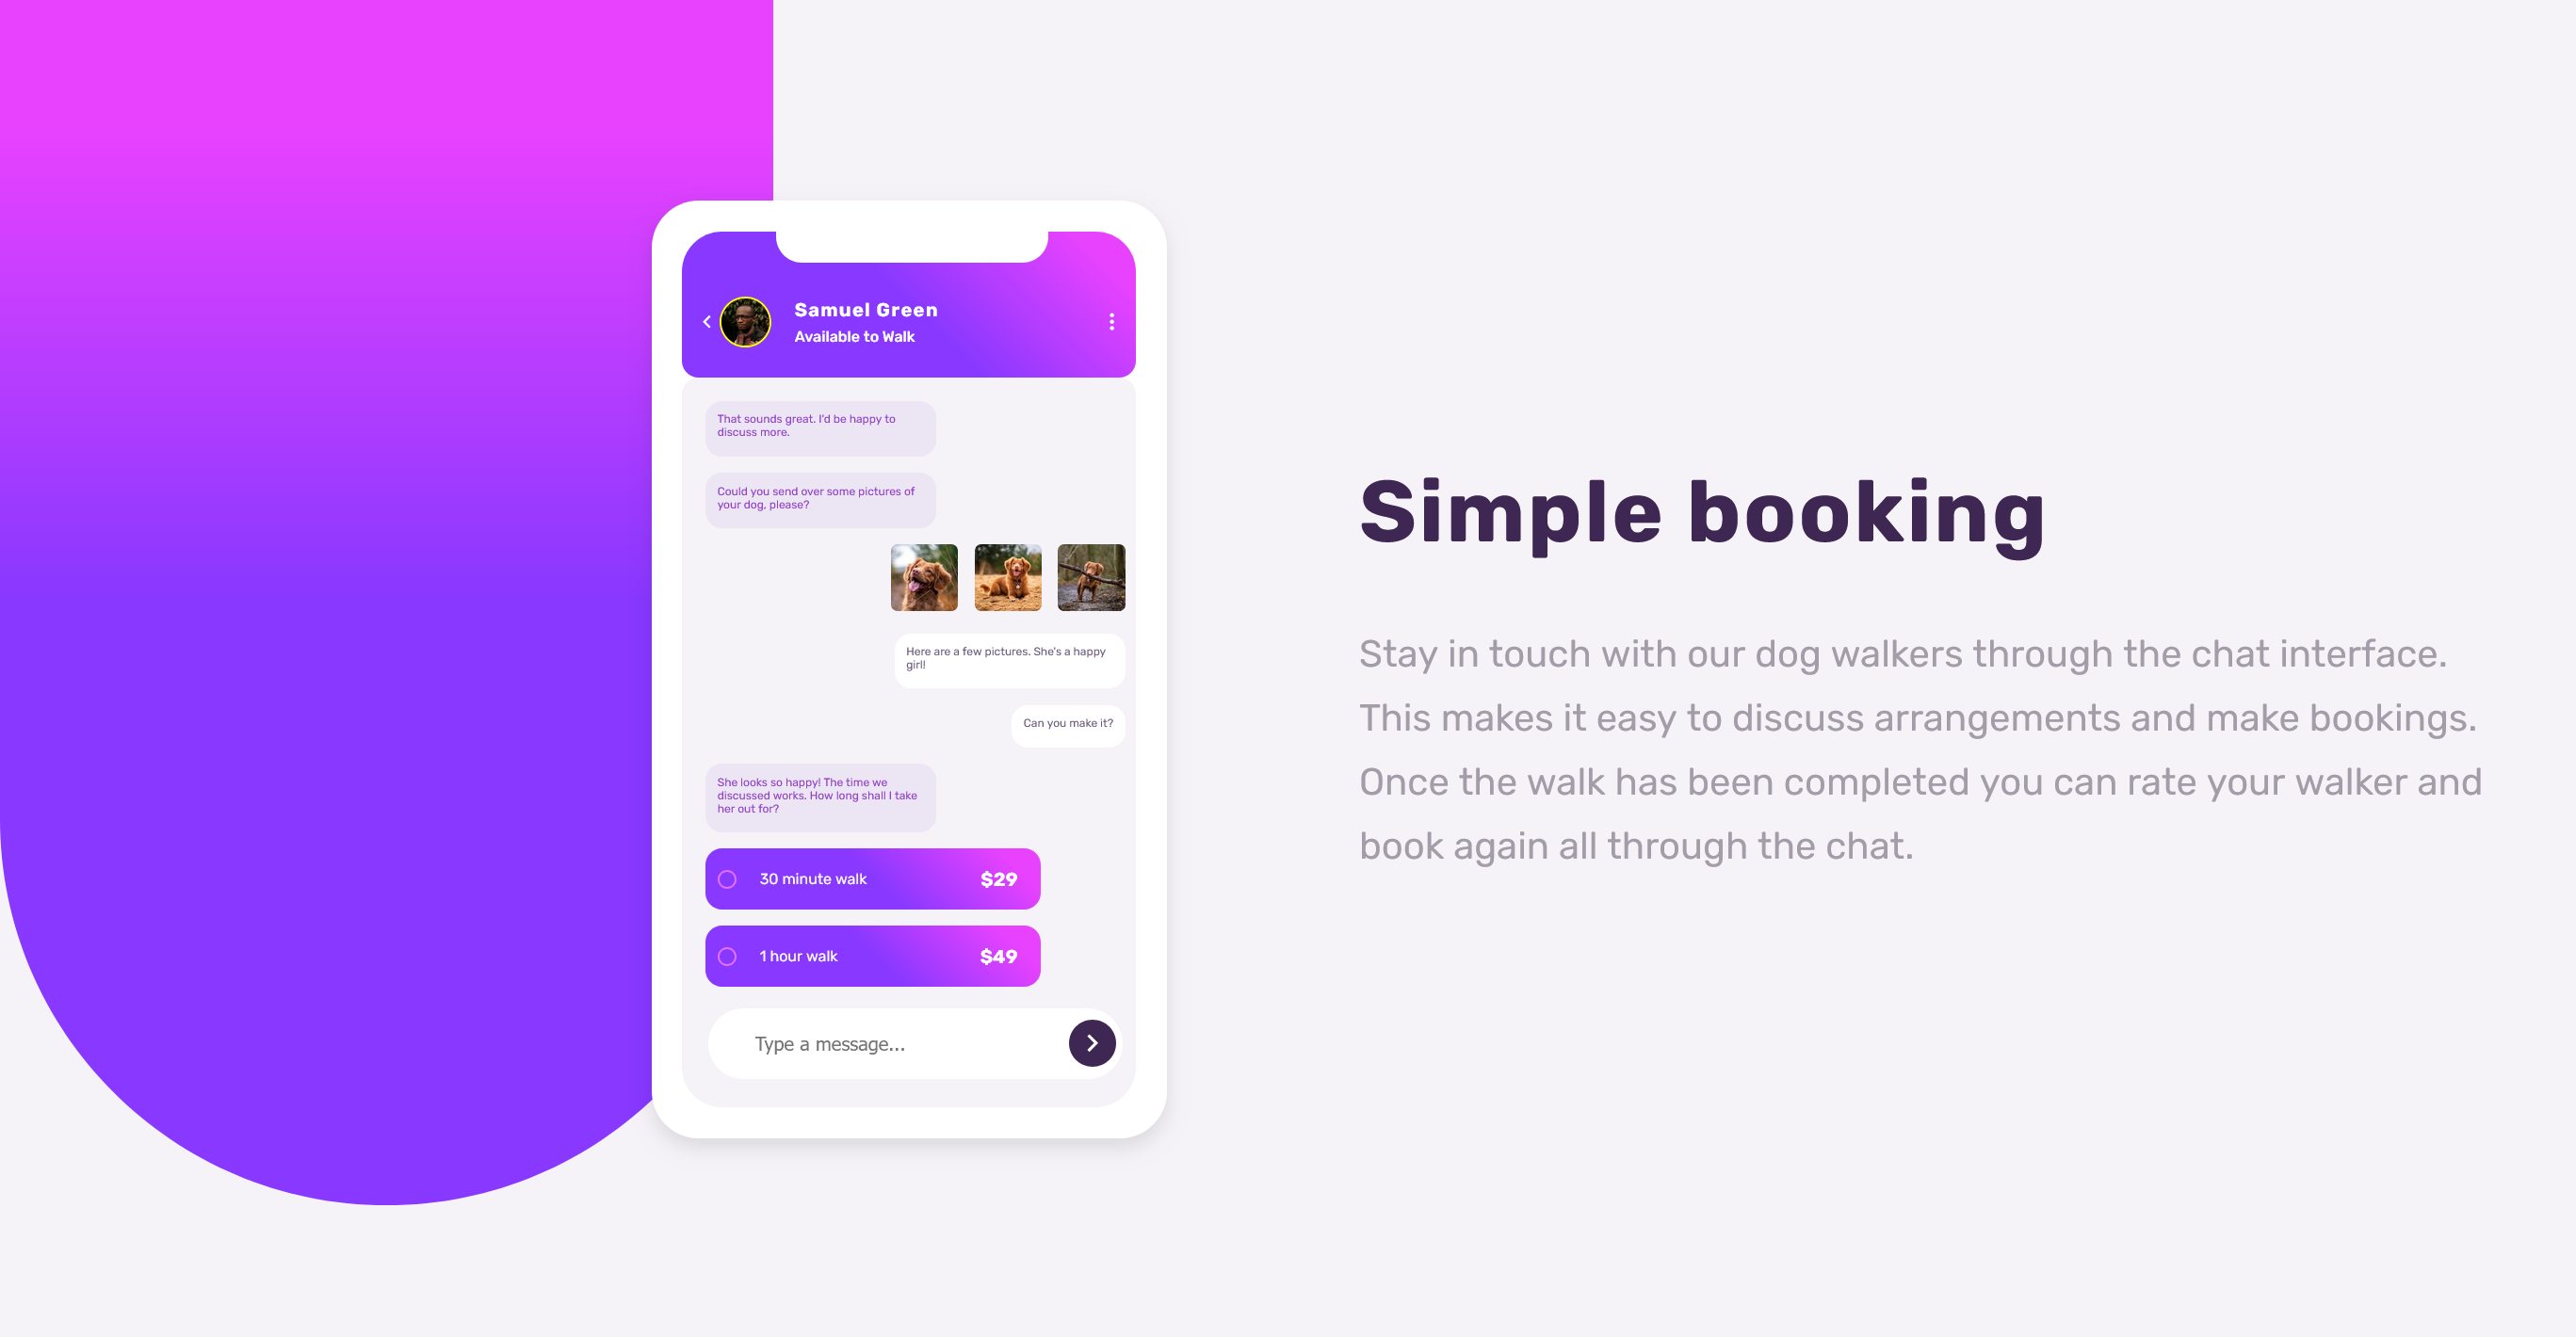 Samuel Green
Available to Walk
That sounds great. I'd be happy to
discuss more.
Could you send over some pictures of
your dog, please?
Here are a few pictures. She's a happy
girl!
Can you make it?
She looks so happy! The time we
discussed works. How long shall I take
her out for?
30 minute walk $29
1 hour walk $49
Type a message...
Simple booking
Stay in touch with our dog walkers through the chat interface.
This makes it easy to discuss arrangements and make bookings.
Once the walk has been completed you can rate your walker and
book again all through the chat.